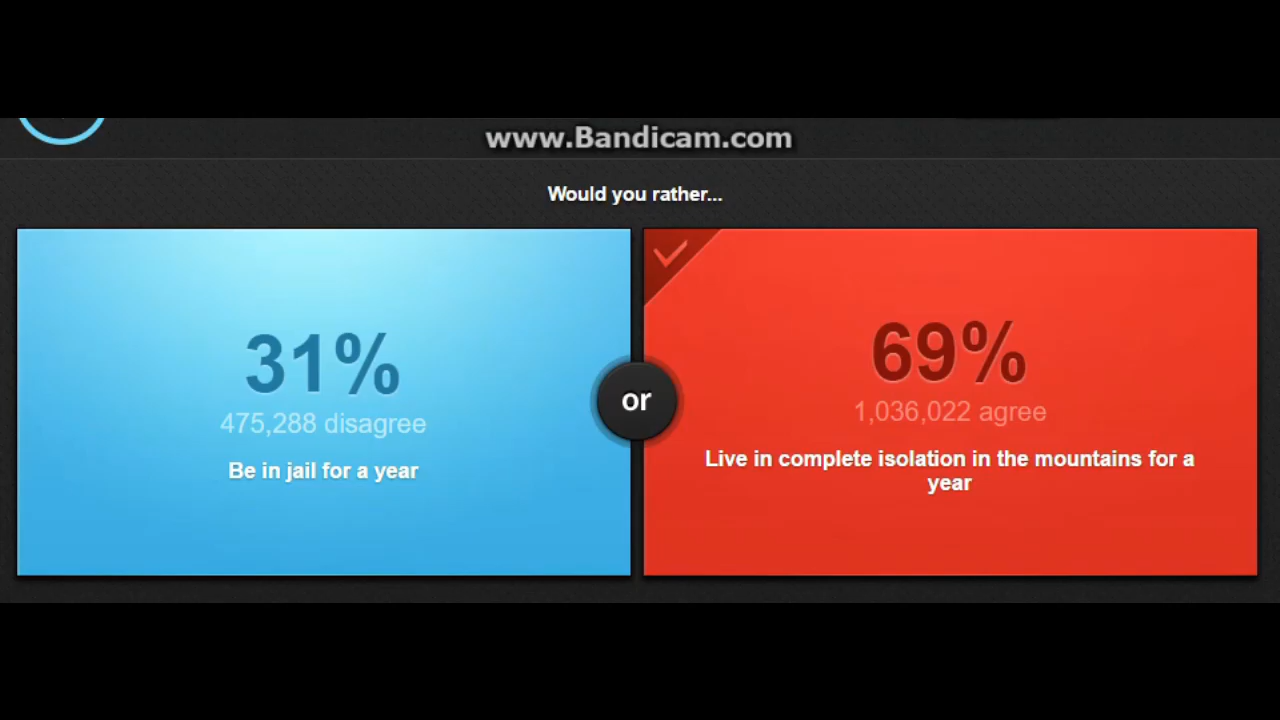 www.Bandicam.com
Would you rather...
31%
475,288 disagree
Be in jail for a year
or
69%
1,036,022 agree
Live in complete isolation in the mountains for a
year